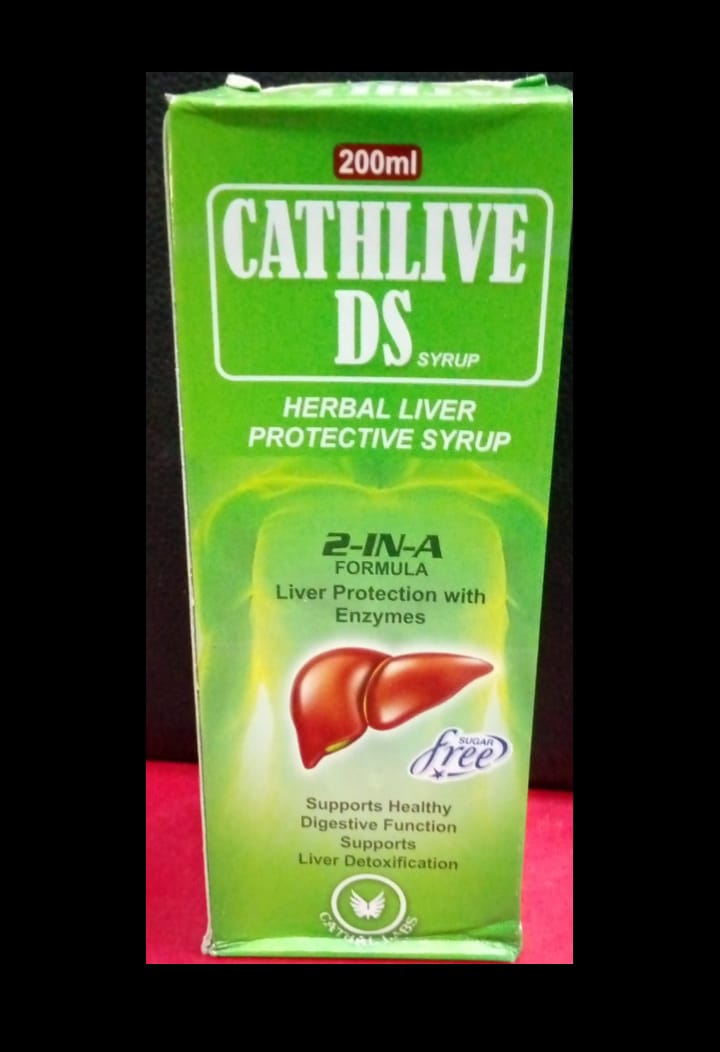 200ml
CATHLIVE
DS SYRUP
HERBAL LIVER
PROTECTIVE SYRUP
2-IN-A
FORMULA
Liver Protection with
Enzymes
SUGAR
free
Supports Healthy
Digestive Function
Supports
Liver Detoxification
LABS